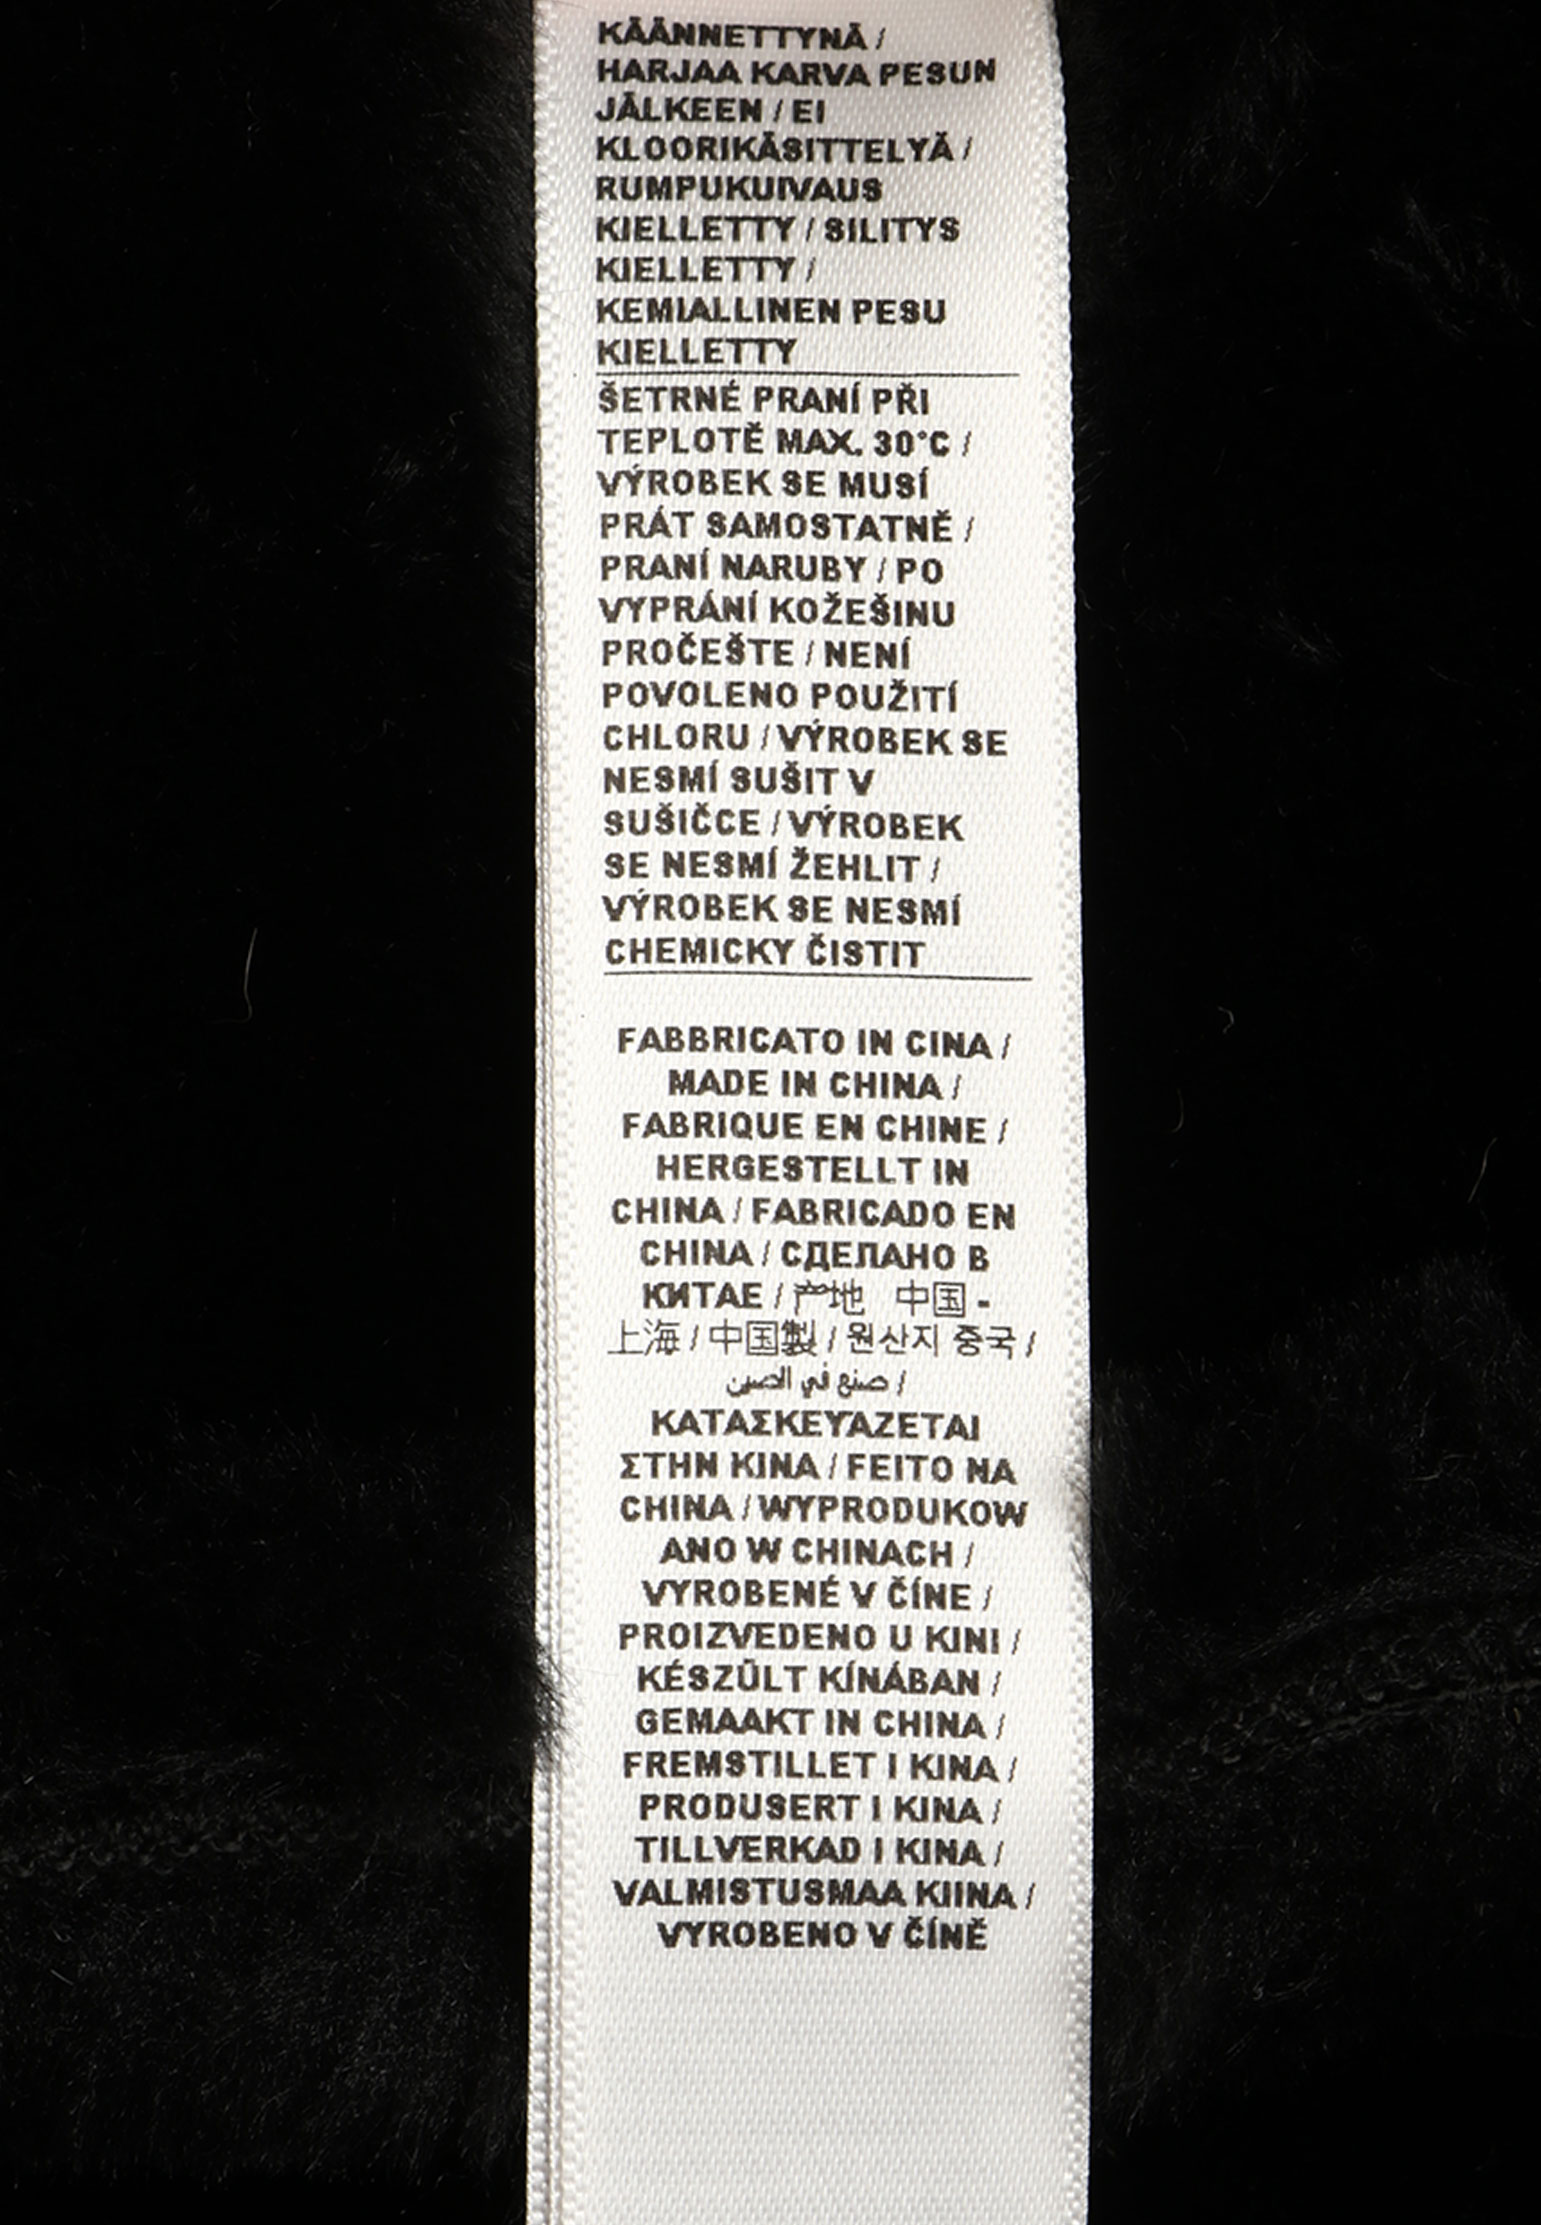 KÄÄNNETTYNÄ /
HARJAA KARVA PESUN
JÄLKEEN / EI
KLOORIKÄSITTELYÄ /
RUMPUKUIVAUS
KIELLETTY / SILITYS
KIELLETTY /
KEMIALLINEN PESU
KIELLETTY
ŠETRNÉ PRANÍ PŘI
TEPLOTĚ MAX. 30°C /
VÝROBEK SE MUSÍ
PRÁT SAMOSTATNĚ /
PRANÍ NARUBY / PO
VYPRÁNÍ KOŽEŠINU
PROČEŠTE / NENÍ
POVOLENO POUŽITÍ
CHLORU / VÝROBEK SE
NESMÍ SUŠIT V
SUŠIČCE / VÝROBEK
SE NESMÍ ŽEHLIT /
VÝROBEK SE NESMÍ
CHEMICKY ČISTIT
FABBRICATO IN CINA /
MADE IN CHINA /
FABRIQUE EN CHINE /
HERGESTELLT IN
CHINA / FABRICADO EN
CHINA / СДЕЛАНО В
КИТАЕ / 产地 中国 -
上海 / 中国製 / 원산지 중국 /
صنع في الصين /
ΚΑΤΑΣΚΕΥΑΖΕΤΑΙ
ΣΤΗΝ ΚΙΝΑ / FEITO NA
CHINA / WYPRODUKOW
ANO W CHINACH /
VYROBENÉ V ČÍNE /
PROIZVEDENO U KINI /
KÉSZÜLT KÍNÁBAN /
GEMAAKT IN CHINA /
FREMSTILLET I KINA /
PRODUSERT I KINA /
TILLVERKAD I KINA /
VALMISTUSMAA KIINA /
VYROBENO V ČÍNĚ